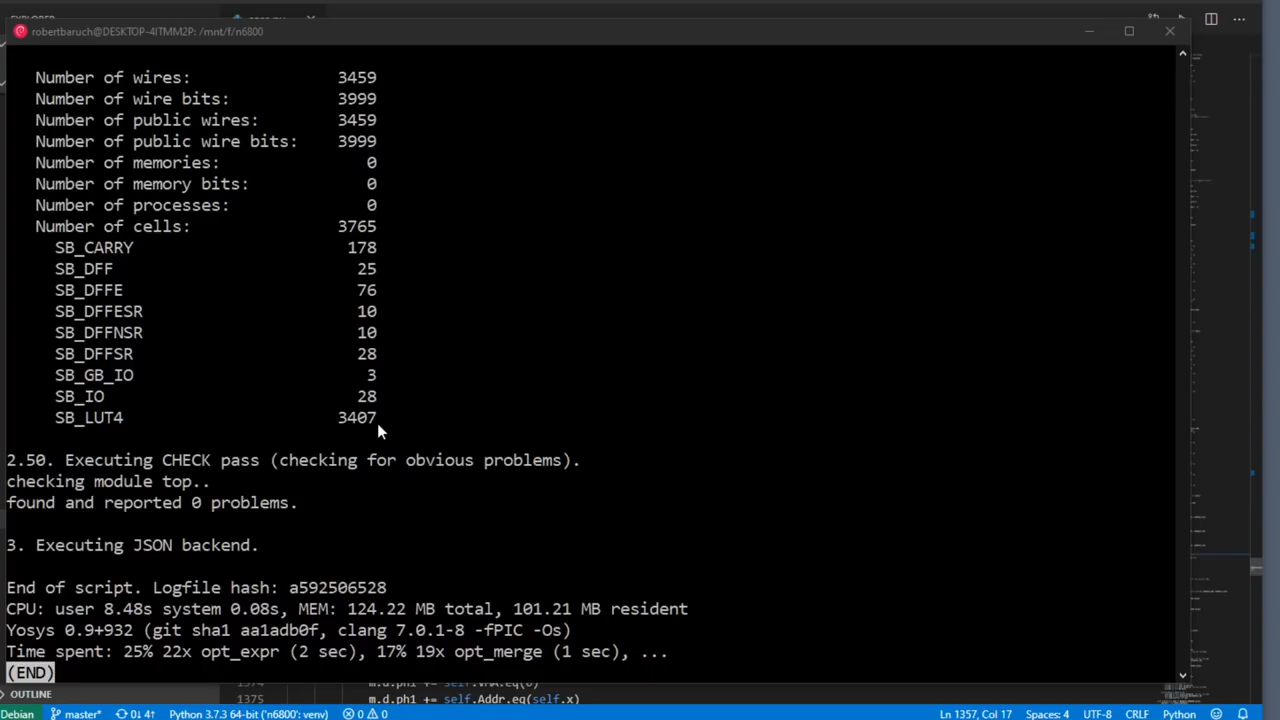 EXPLORER
robertbaruch@DESKTOP-4ITMM2P: /mnt/f/n6800
Number of wires: 3459
Number of wire bits: 3999
Number of public wires: 3459
Number of public wire bits: 3999
Number of memories: 0
Number of memory bits: 0
Number of processes: 0
Number of cells: 3765
SB_CARRY 178
SB_DFF 25
SB_DFFE 76
SB_DFFESR 10
SB_DFFNSR 10
SB_DFFSR 28
SB_GB_IO 3
SB_IO 28
SB_LUT4 3407
2.50. Executing CHECK pass (checking for obvious problems).
checking module top..
found and reported 0 problems.
3. Executing JSON backend.
End of script. Logfile hash: a592506528
CPU: user 8.48s system 0.08s, MEM: 124.22 MB total, 101.21 MB resident
Yosys 0.9+932 (git sha1 aa1adb0f, clang 7.0.1-8 -fPIC -Os)
Time spent: 25% 22x opt_expr (2 sec), 17% 19x opt_merge (1 sec), ...
(END)
OUTLINE
1375 m.d.ph1 += self.Addr.eq(self.x)
Debian master* 0↓ 4↑ Python 3.7.3 64-bit ('n6800': venv) 0 0 Ln 1357, Col 17 Spaces: 4 UTF-8 CRLF Python